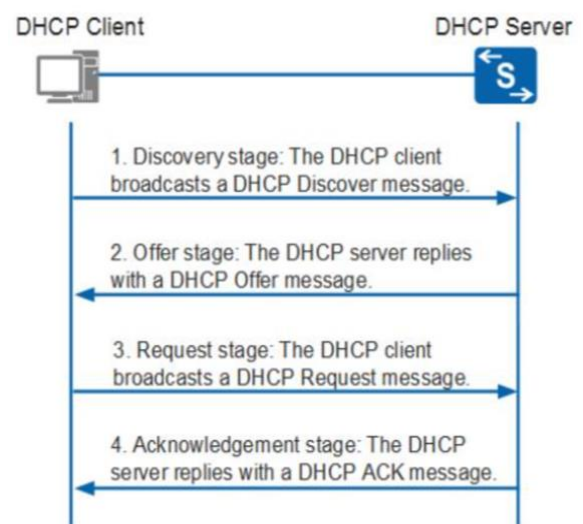 DHCP Client
DHCP Server
S
1. Discovery stage: The DHCP client
broadcasts a DHCP Discover message.
2. Offer stage: The DHCP server replies
with a DHCP Offer message.
3. Request stage: The DHCP client
broadcasts a DHCP Request message.
4. Acknowledgement stage: The DHCP
server replies with a DHCP ACK message.